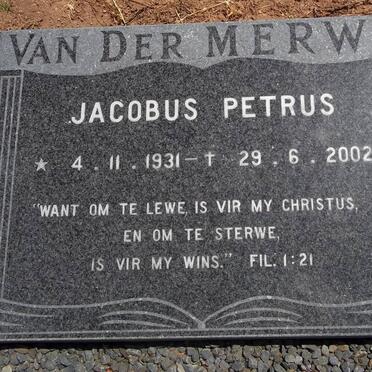 VAN DER MERW
JACOBUS PETRUS
★ 4.11.1931 - † 29.6.2002
"WANT OM TE LEWE, IS VIR MY CHRISTUS,
EN OM TE STERWE,
IS VIR MY WINS." FIL. 1:21